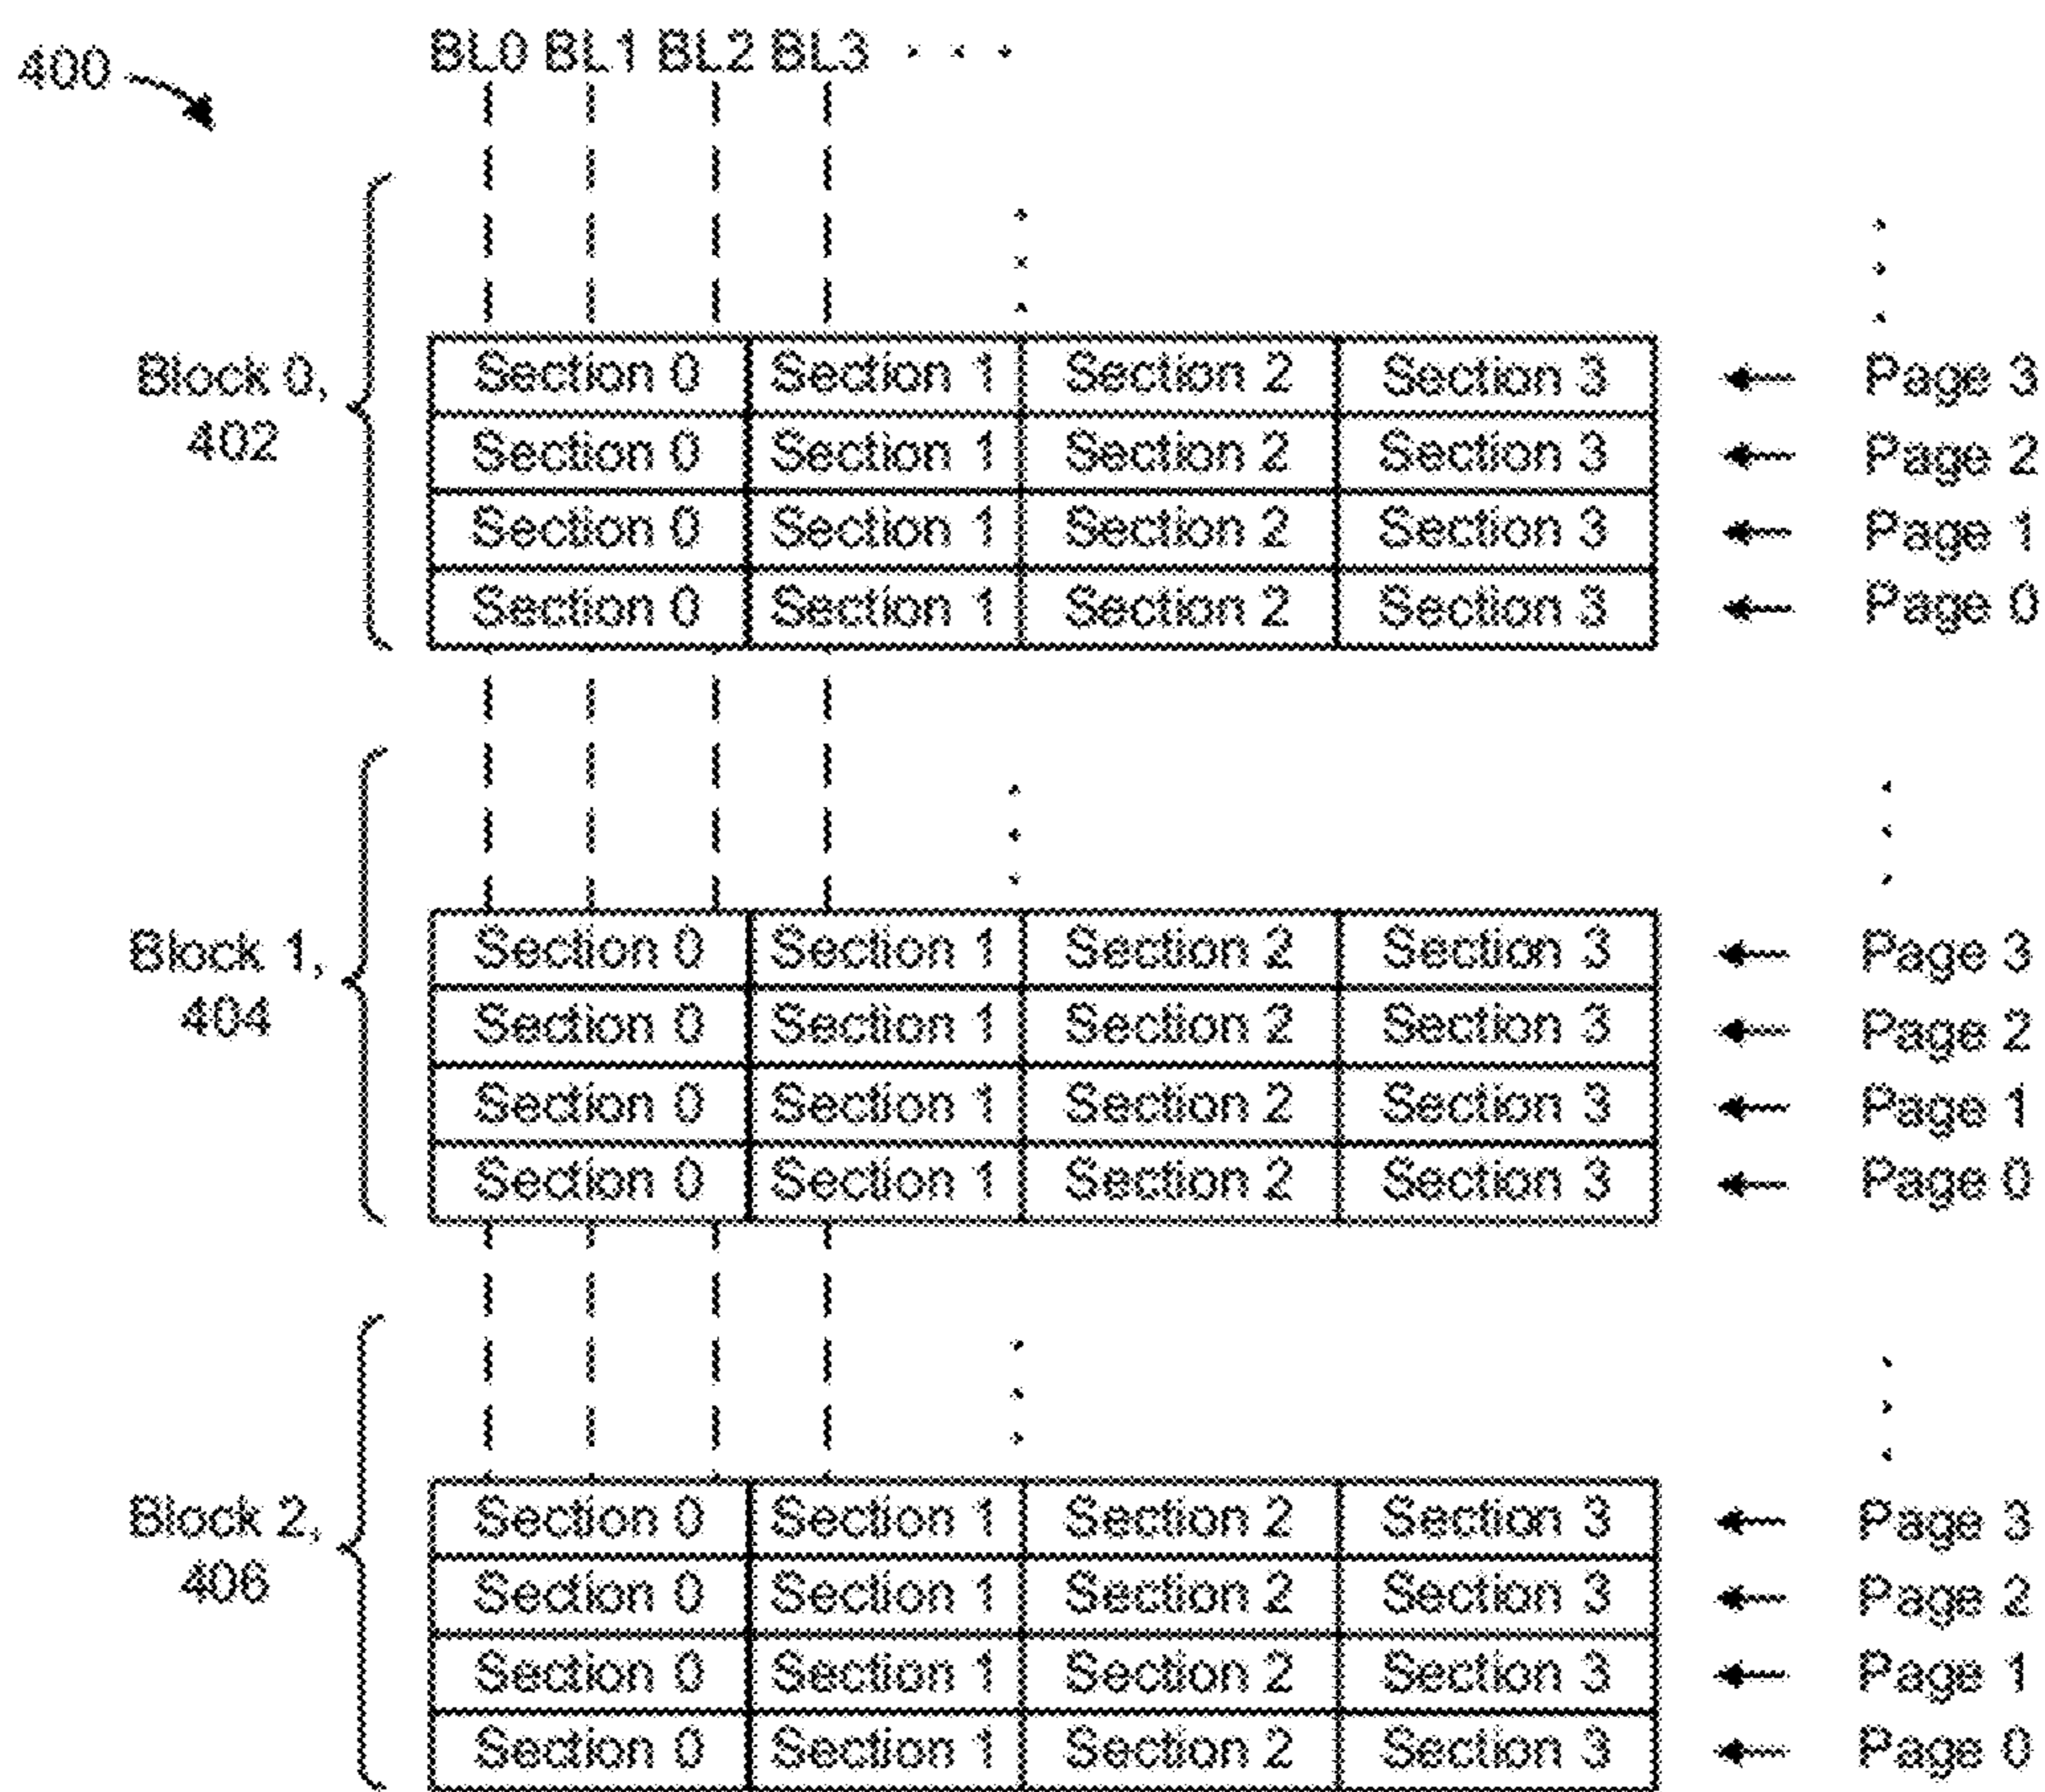 400
BL0 BL1 BL2 BL3 . . .
Block 0,
402
Section 0 Section 1 Section 2 Section 3 Page 3
Section 0 Section 1 Section 2 Section 3 Page 2
Section 0 Section 1 Section 2 Section 3 Page 1
Section 0 Section 1 Section 2 Section 3 Page 0
Block 1,
404
Section 0 Section 1 Section 2 Section 3 Page 3
Section 0 Section 1 Section 2 Section 3 Page 2
Section 0 Section 1 Section 2 Section 3 Page 1
Section 0 Section 1 Section 2 Section 3 Page 0
Block 2,
406
Section 0 Section 1 Section 2 Section 3 Page 3
Section 0 Section 1 Section 2 Section 3 Page 2
Section 0 Section 1 Section 2 Section 3 Page 1
Section 0 Section 1 Section 2 Section 3 Page 0